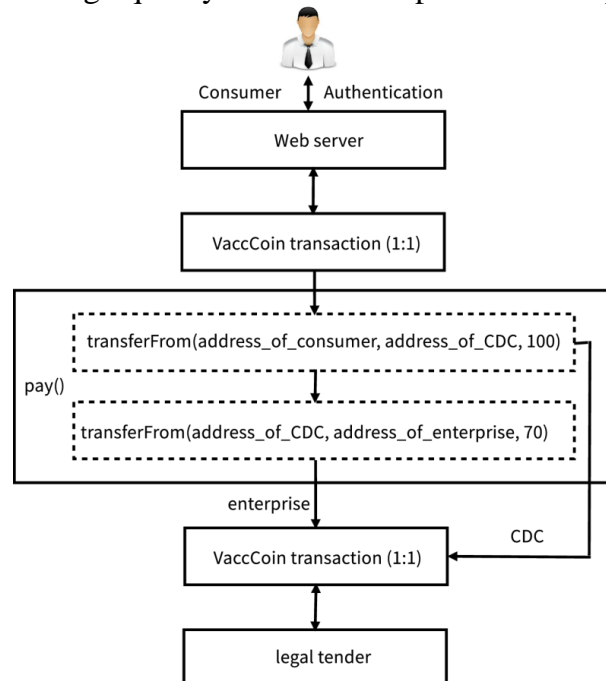 Consumer Authentication
Web server
VaccCoin transaction (1:1)
transferFrom(address_of_consumer, address_of_CDC, 100)
pay()
transferFrom(address_of_CDC, address_of_enterprise, 70)
enterprise
CDC
VaccCoin transaction (1:1)
legal tender